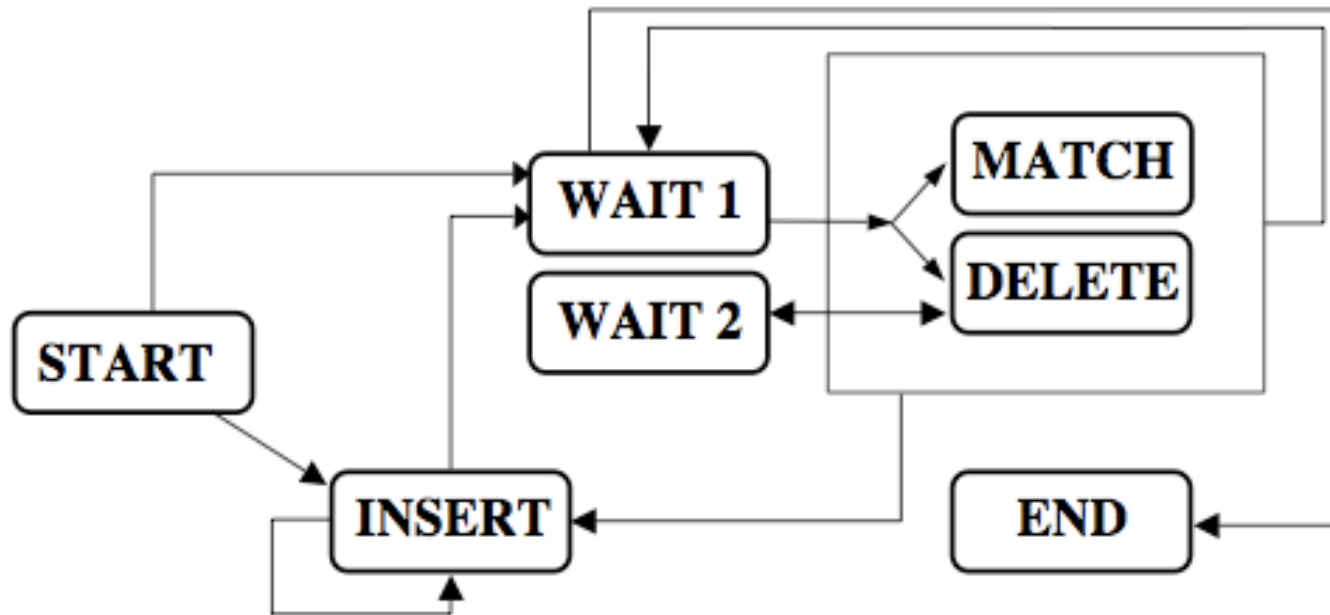 MATCH
WAIT 1
DELETE
WAIT 2
START
INSERT
END